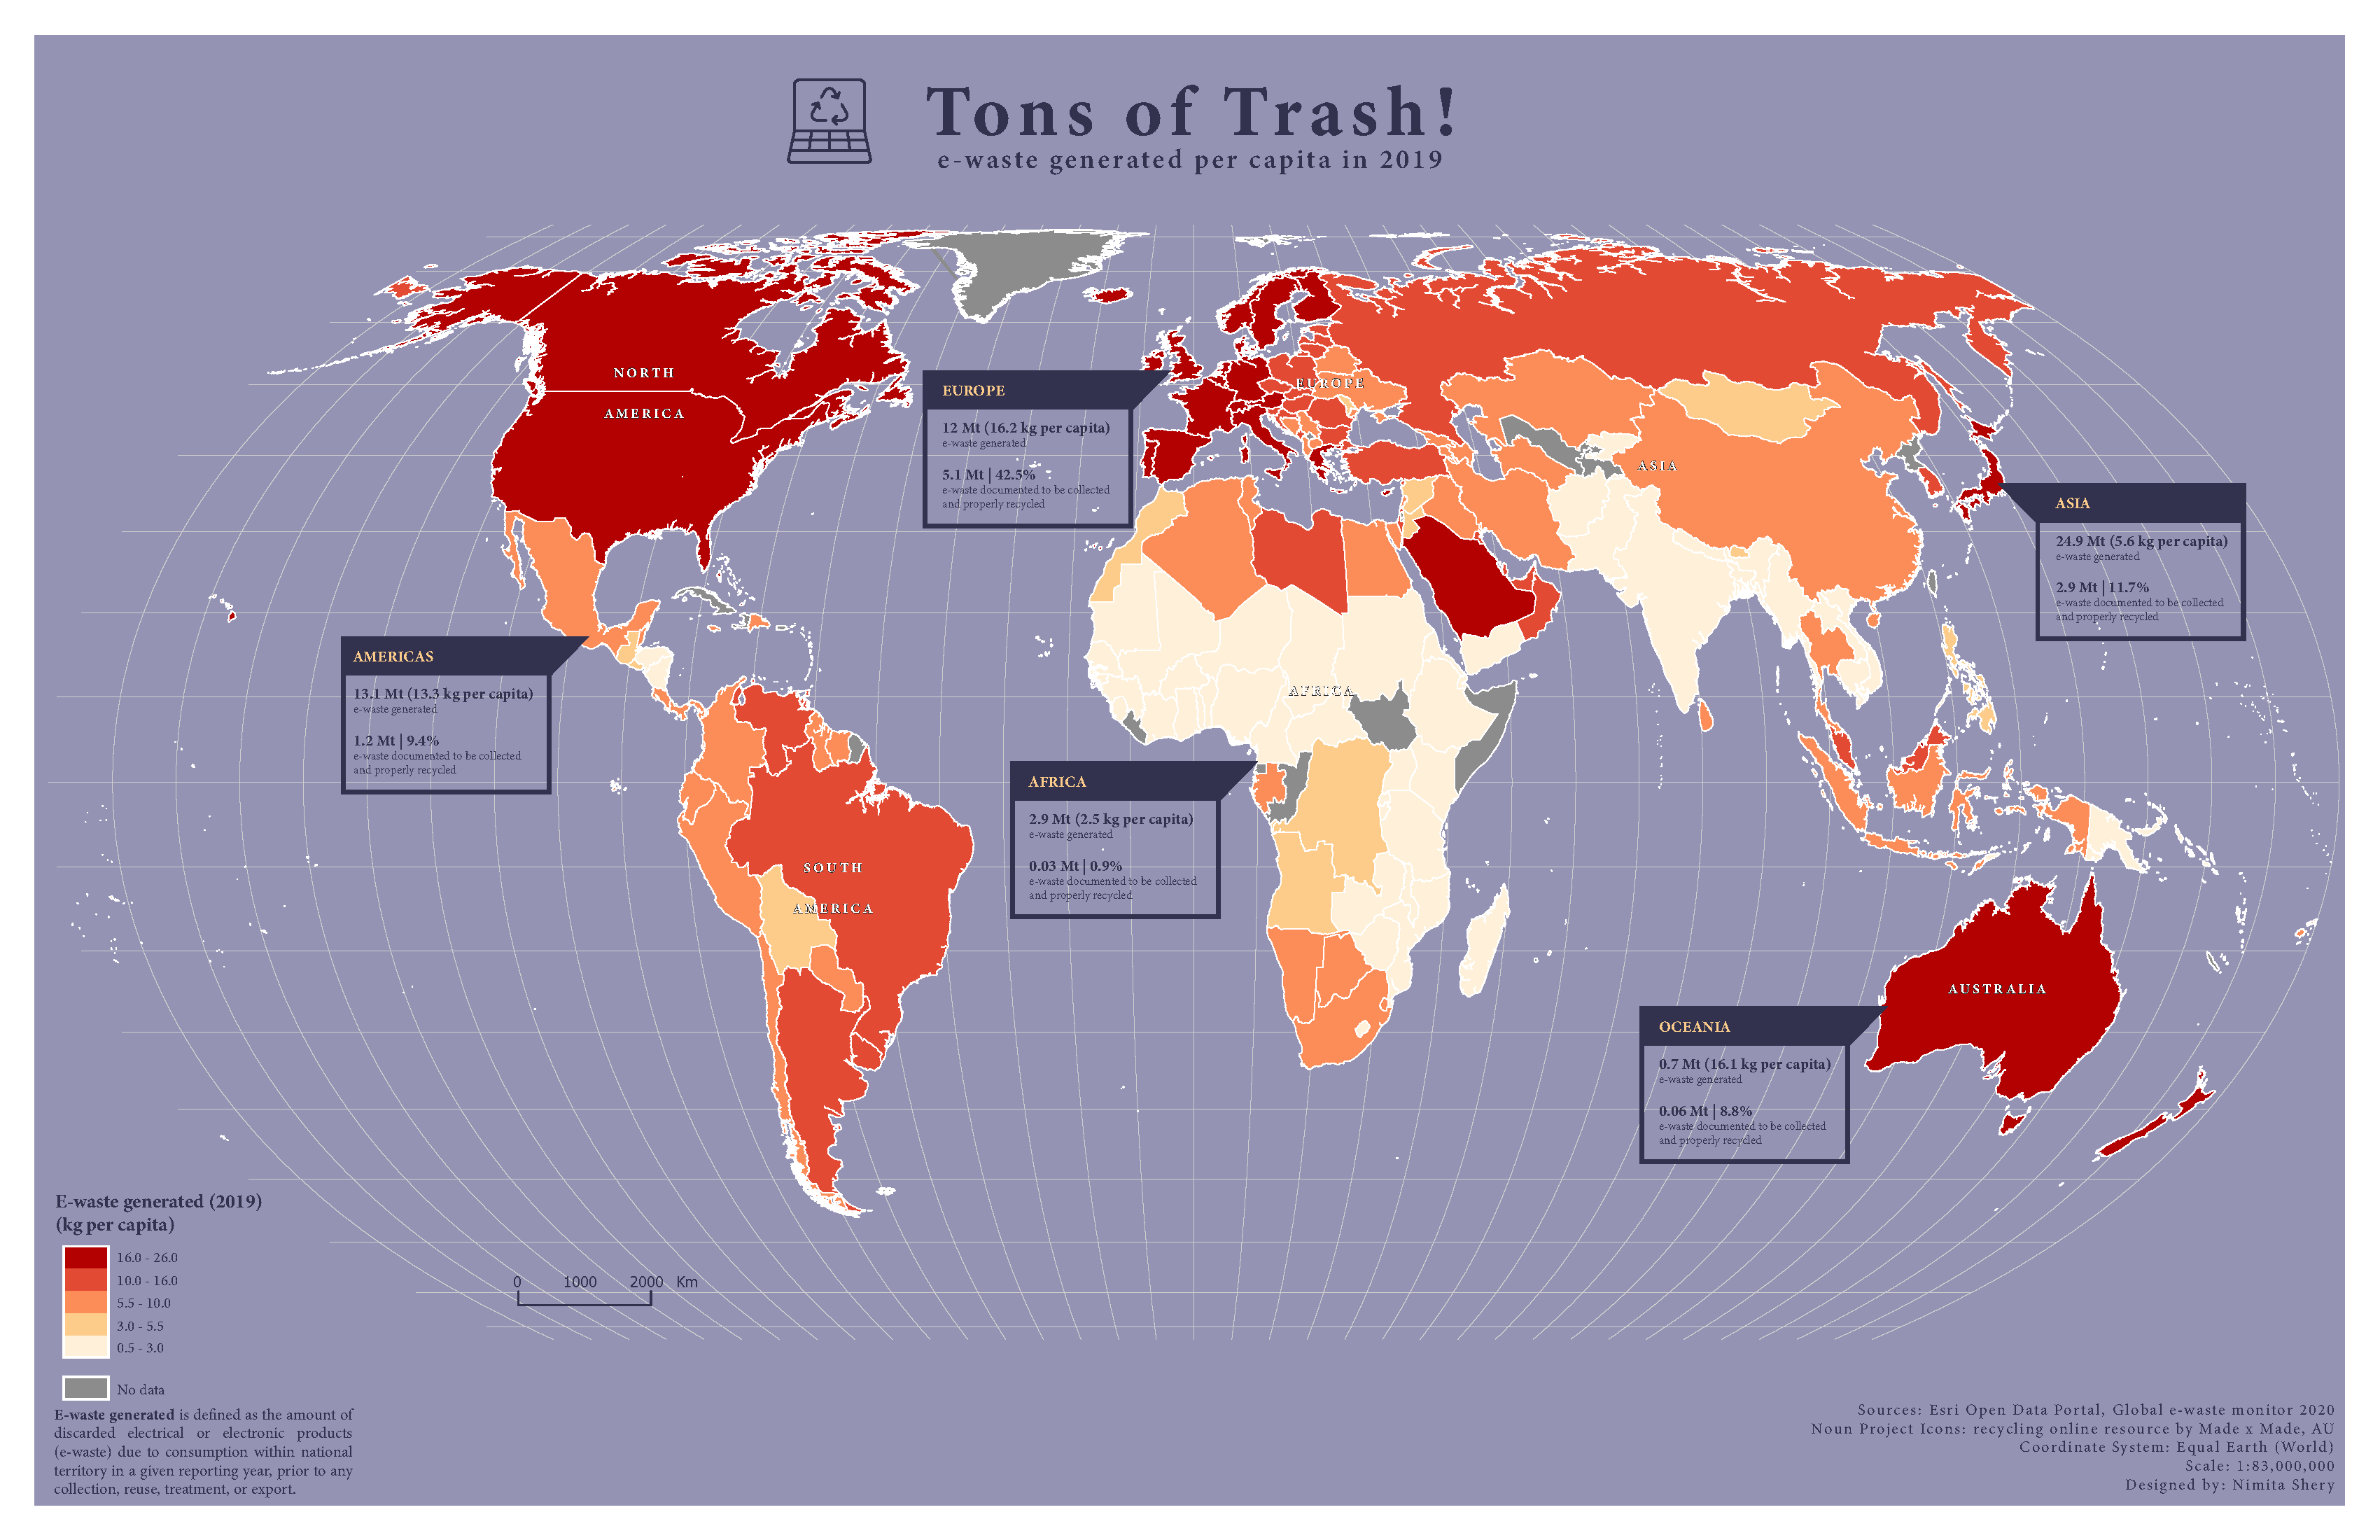 Tons of Trash!
e-waste generated per capita in 2019
NORTH
AMERICA
EUROPE
12 Mt (16.2 kg per capita)
e-waste generated
5.1 Mt | 42.5%
e-waste documented to be collected
and properly recycled
EUROPE
ASIA
ASIA
24.9 Mt (5.6 kg per capita)
e-waste generated
2.9 Mt | 11.7%
e-waste documented to be collected
and properly recycled
AMERICAS
13.1 Mt (13.3 kg per capita)
e-waste generated
1.2 Mt | 9.4%
e-waste documented to be collected
and properly recycled
AFRICA
AFRICA
2.9 Mt (2.5 kg per capita)
e-waste generated
0.03 Mt | 0.9%
e-waste documented to be collected
and properly recycled
SOUTH
AMERICA
AUSTRALIA
OCEANIA
0.7 Mt (16.1 kg per capita)
e-waste generated
0.06 Mt | 8.8%
e-waste documented to be collected
and properly recycled
E-waste generated (2019)
(kg per capita)
16.0 - 26.0
10.0 - 16.0
5.5 - 10.0
3.0 - 5.5
0.5 - 3.0
No data
0 1000 2000 Km
E-waste generated is defined as the amount of
discarded electrical or electronic products
(e-waste) due to consumption within national
territory in a given reporting year, prior to any
collection, reuse, treatment, or export.
Sources: Esri Open Data Portal, Global e-waste monitor 2020
Noun Project Icons: recycling online resource by Made x Made, AU
Coordinate System: Equal Earth (World)
Scale: 1:83,000,000
Designed by: Nimita Shery